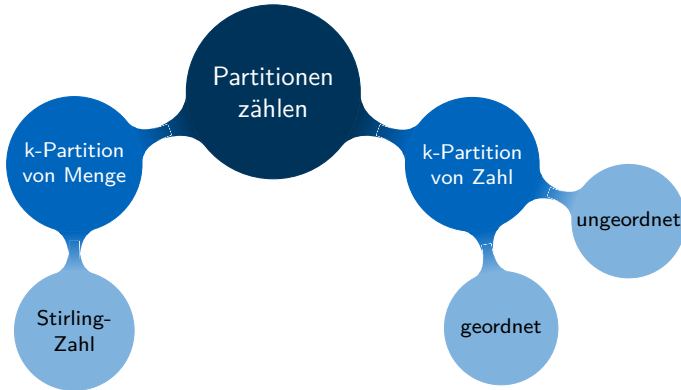 Partitionen
zählen
k-Partition
von Menge
k-Partition
von Zahl
ungeordnet
Stirling-
Zahl
geordnet